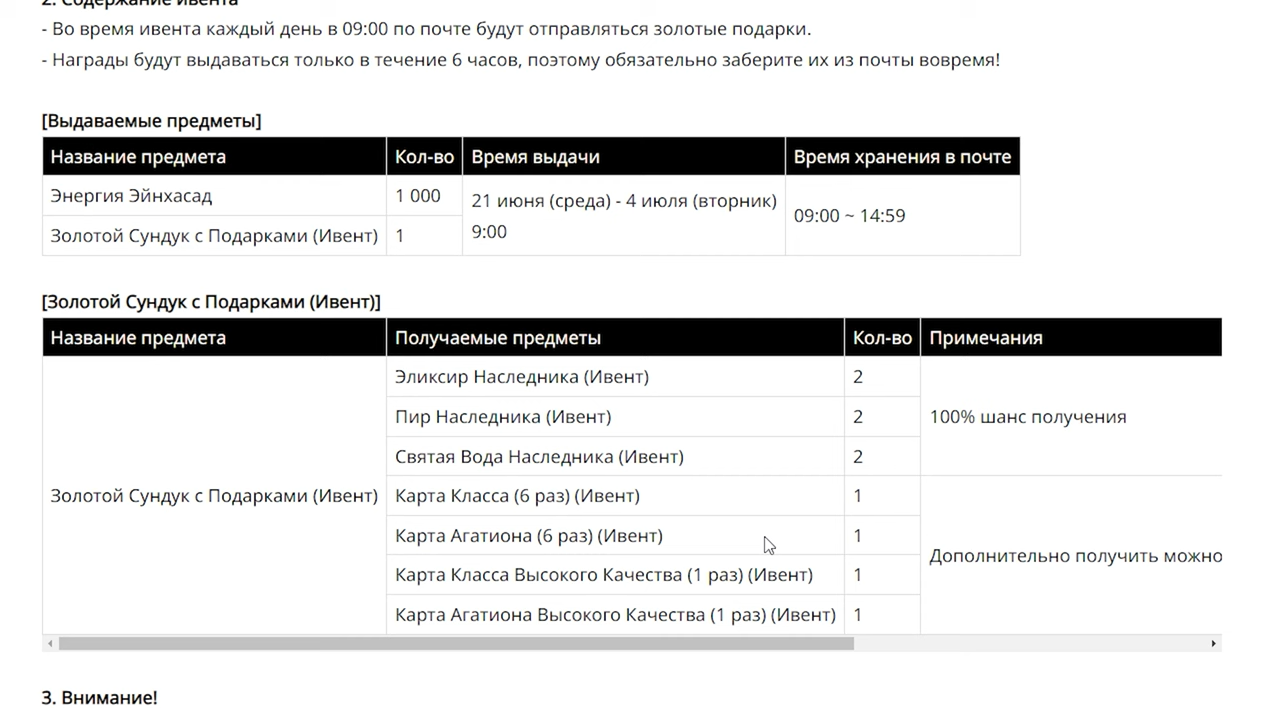 2. Содержание ивента
- Во время ивента каждый день в 09:00 по почте будут отправляться золотые подарки.
- Награды будут выдаваться только в течение 6 часов, поэтому обязательно заберите их из почты вовремя!
[Выдаваемые предметы]
Название предмета Кол-во Время выдачи Время хранения в почте
Энергия Эйнхасад 1 000
21 июня (среда) - 4 июля (вторник)
9:00
09:00 ~ 14:59
Золотой Сундук с Подарками (Ивент) 1
[Золотой Сундук с Подарками (Ивент)]
Название предмета Получаемые предметы Кол-во Примечания
Эликсир Наследника (Ивент) 2
Пир Наследника (Ивент) 2 100% шанс получения
Святая Вода Наследника (Ивент) 2
Золотой Сундук с Подарками (Ивент) Карта Класса (6 раз) (Ивент) 1
Карта Агатиона (6 раз) (Ивент) 1
Дополнительно получить можно
Карта Класса Высокого Качества (1 раз) (Ивент) 1
Карта Агатиона Высокого Качества (1 раз) (Ивент) 1
3. Внимание!